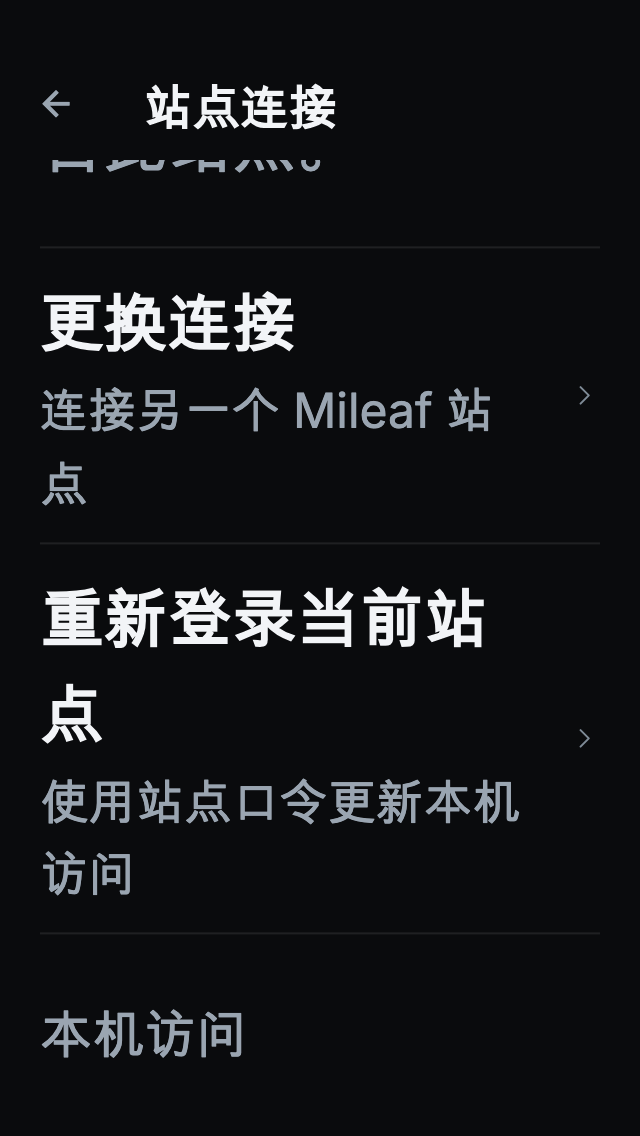 站点连接
更换连接
连接另一个 Mileaf 站
点
重新登录当前站
点
使用站点口令更新本机
访问
本机访问